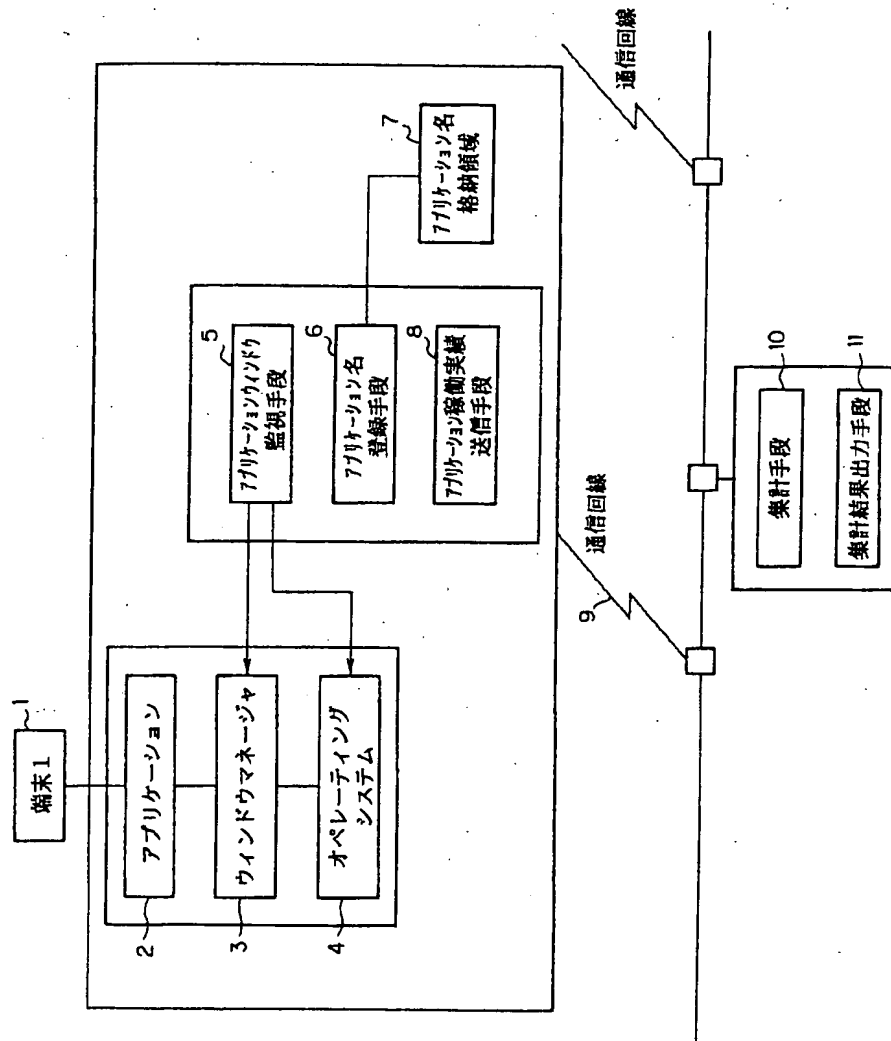 1
端末1
アプリケーション
2
ウィンドウマネージャ
3
オペレーティング
システム
4
5
アプリケーションウィンドウ
監視手段
6
アプリケーション名
登録手段
8
アプリケーション稼働実績
送信手段
7
アプリケーション名
格納領域
9
通信回線
通信回線
集計手段
10
集計結果出力手段
11